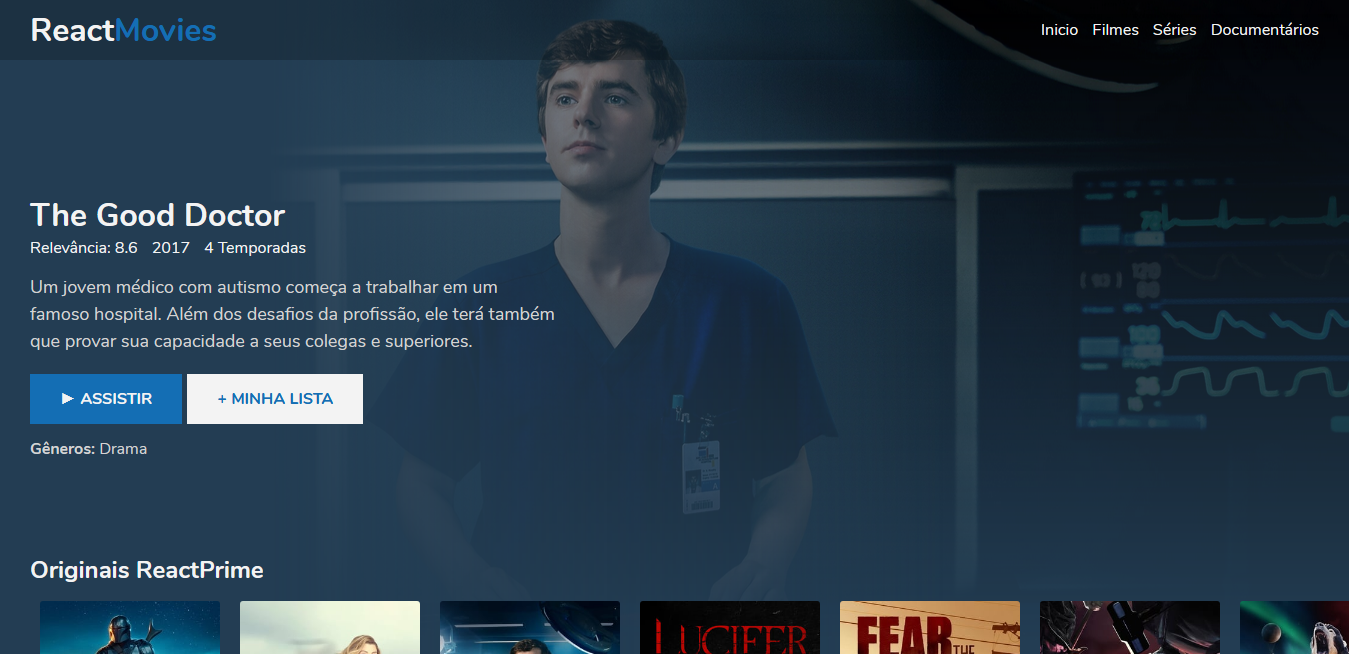 ReactMovies
Inicio Filmes Séries Documentários
The Good Doctor
Relevância: 8.6 2017 4 Temporadas
Um jovem médico com autismo começa a trabalhar em um
famoso hospital. Além dos desafios da profissão, ele terá também
que provar sua capacidade a seus colegas e superiores.
▶ ASSISTIR
+ MINHA LISTA
Gêneros: Drama
Originais ReactPrime
LUCIFER
FEAR THE